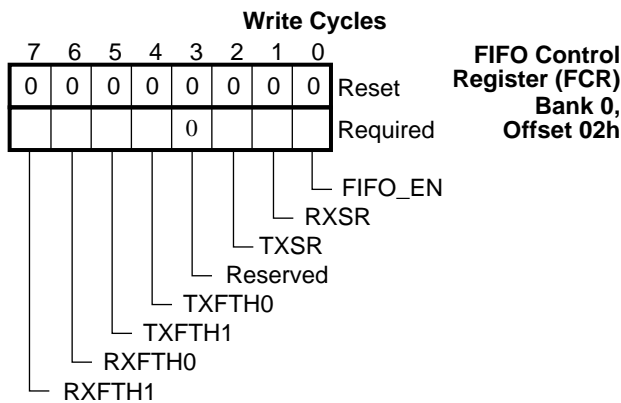 Write Cycles
7 6 5 4 3 2 1 0
FIFO Control
Register (FCR)
Bank 0,
Offset 02h
0 0 0 0 0 0 0 0 Reset
0 Required
FIFO_EN
RXSR
TXSR
Reserved
TXFTH0
TXFTH1
RXFTH0
RXFTH1